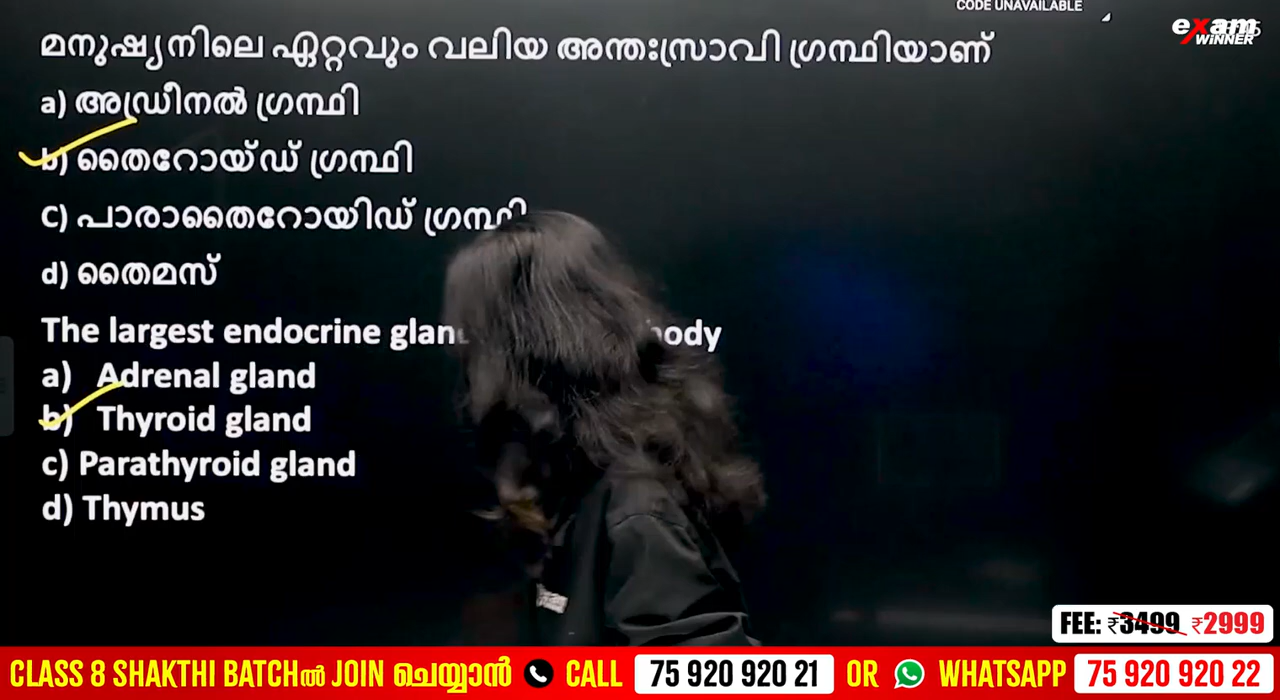 CODE UNAVAILABLE
exam WiNNER
മനുഷ്യനിലെ ഏറ്റവും വലിയ അന്തഃസ്രാവി ഗ്രന്ഥിയാണ്
a) അഡ്രീനൽ ഗ്രന്ഥി
b) തൈറോയ്ഡ് ഗ്രന്ഥി
C) പാരാതൈറോയിഡ് ഗ്രന്ഥി
d) തൈമസ്
The largest endocrine body
a) Adrenal gland
b) Thyroid gland
c) Parathyroid gland
d) Thymus
FEE: ₹3499 ₹2999
CLASS 8 SHAKTHI BATCHൽ JOIN ചെയ്യാൻ CALL 75 920 920 21 OR WHATSAPP 75 920 920 22